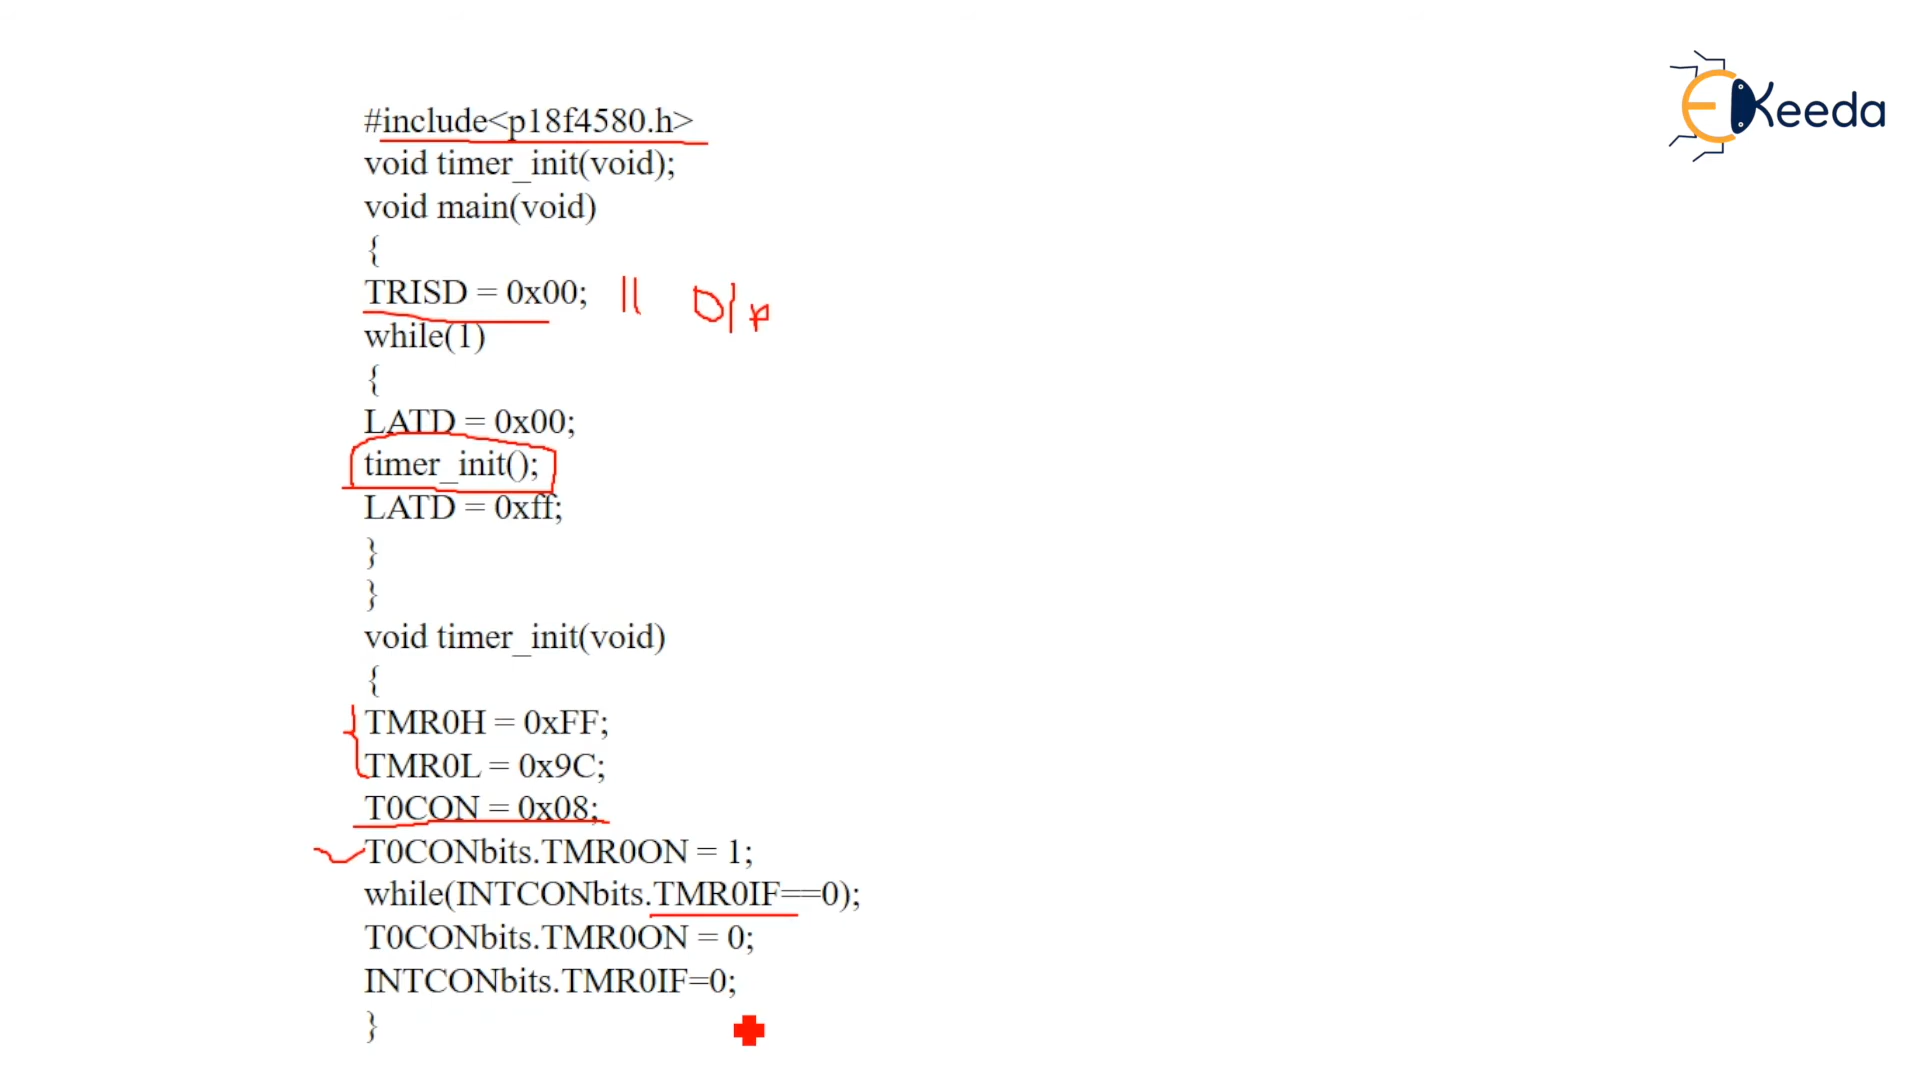 EKeeda
#include<p18f4580.h>
void timer_init(void);
void main(void)
{
TRISD = 0x00; || O/P
while(1)
{
LATD = 0x00;
timer_init();
LATD = 0xff;
}
}
void timer_init(void)
{
TMR0H = 0xFF;
TMR0L = 0x9C;
T0CON = 0x08;
T0CONbits.TMR0ON = 1;
while(INTCONbits.TMR0IF==0);
T0CONbits.TMR0ON = 0;
INTCONbits.TMR0IF=0;
}